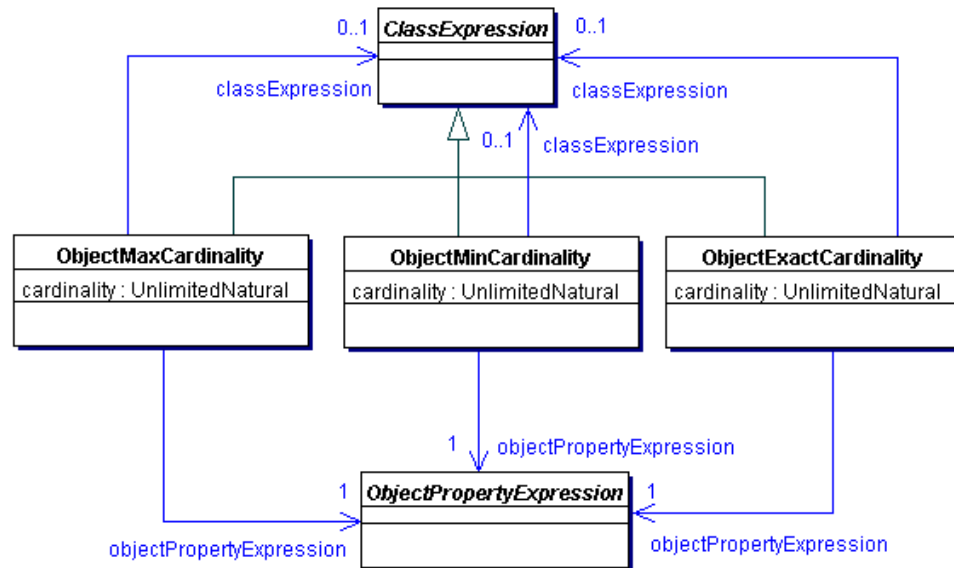 0..1
ClassExpression
0..1
classExpression
classExpression
0..1
classExpression
ObjectMaxCardinality
cardinality : UnlimitedNatural
ObjectMinCardinality
cardinality : UnlimitedNatural
ObjectExactCardinality
cardinality : UnlimitedNatural
1
objectPropertyExpression
1
ObjectPropertyExpression
1
objectPropertyExpression
objectPropertyExpression